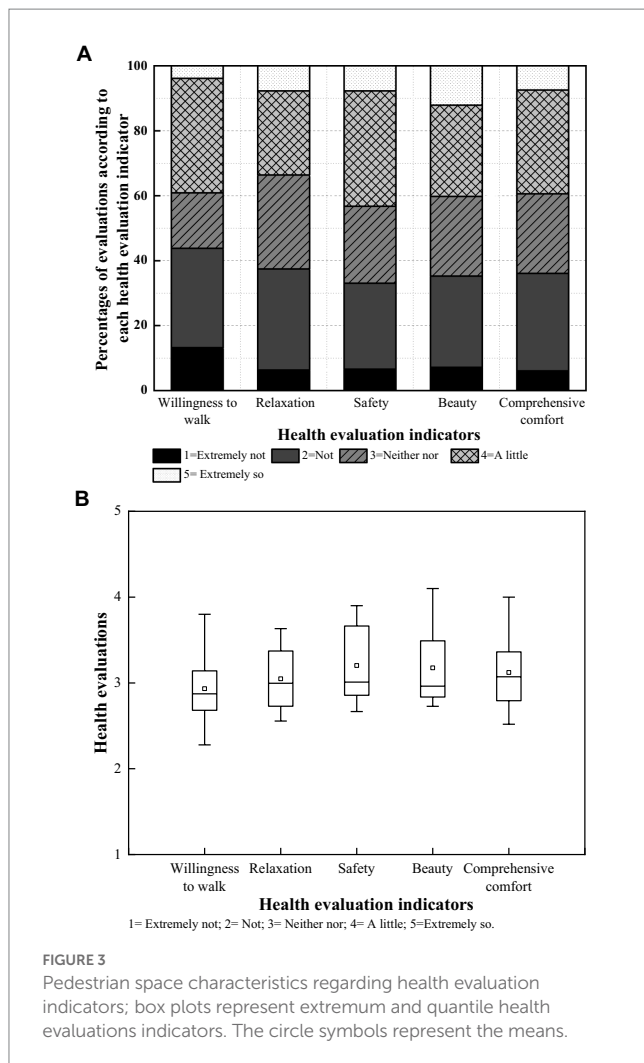 A
Percentages of evaluations according to
each health evaluation indicator
100
80
60
40
20
0
Willingness to walk
Relaxation
Safety
Beauty
Comprehensive comfort
Health evaluation indicators
1=Extremely not 2=Not 3=Neither nor 4=A little
5= Extremely so
B
Health evaluations
5
4
3
2
1
Willingness to walk
Relaxation
Safety
Beauty
Comprehensive comfort
Health evaluation indicators
1= Extremely not; 2= Not; 3= Neither nor; 4= A little; 5=Extremely so.
FIGURE 3
Pedestrian space characteristics regarding health evaluation
indicators; box plots represent extremum and quantile health
evaluations indicators. The circle symbols represent the means.